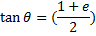 tan θ = (1 + e / 2)